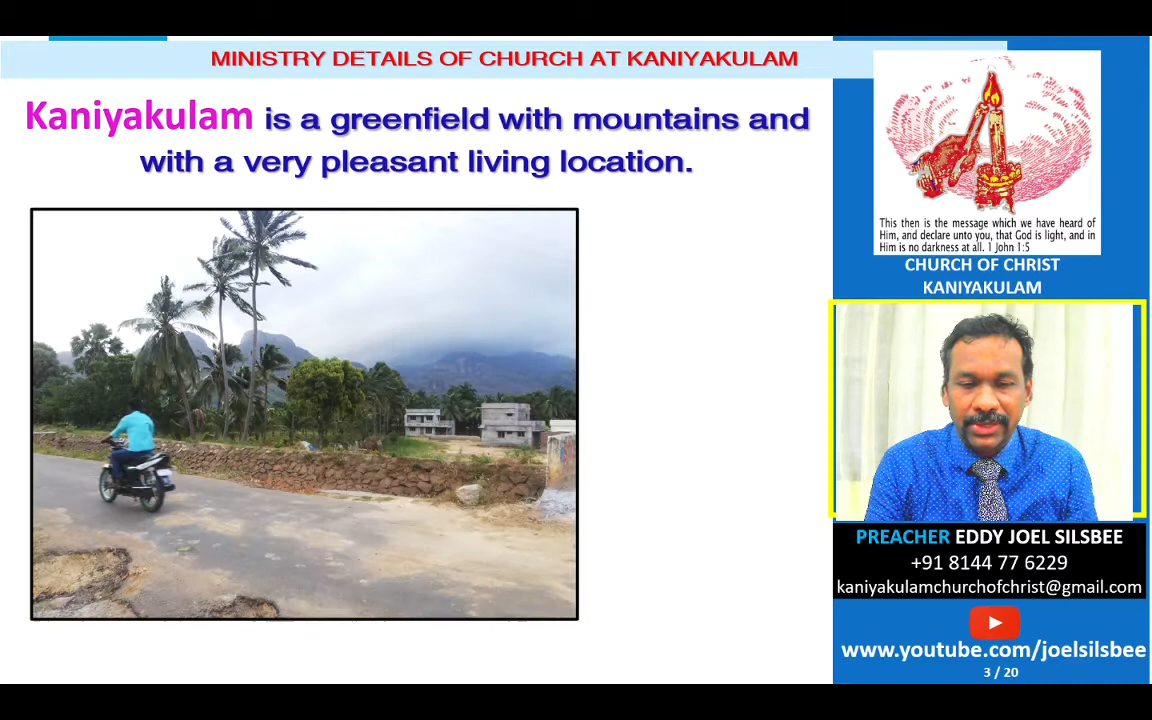 MINISTRY DETAILS OF CHURCH AT KANIYAKULAM
Kaniyakulam is a greenfield with mountains and
with a very pleasant living location.
This then is the message which we have heard of
Him, and declare unto you, that God is light, and in
Him is no darkness at all. 1 John 1:5
CHURCH OF CHRIST
KANIYAKULAM
PREACHER EDDY JOEL SILSBEE
+91 8144 77 6229
kaniyakulamchurchofchrist@gmail.com
www.youtube.com/joelsilsbee
3 / 20